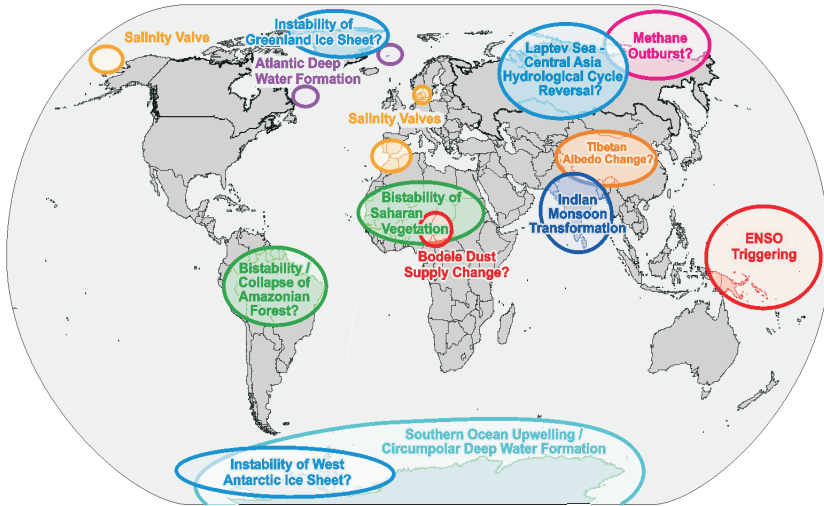 Salinity Valve
Instability of
Greenland Ice Sheet?
Atlantic Deep
Water Formation
Laptev Sea -
Central Asia
Hydrological Cycle
Reversal?
Methane
Outburst?
Salinity Valves
Tibetan
Albedo Change?
Bistability of
Saharan
Vegetation
Indian
Monsoon
Transformation
Bodele Dust
Supply Change?
ENSO
Triggering
Bistability /
Collapse of
Amazonian
Forest?
Southern Ocean Upwelling /
Circumpolar Deep Water Formation
Instability of West
Antarctic Ice Sheet?